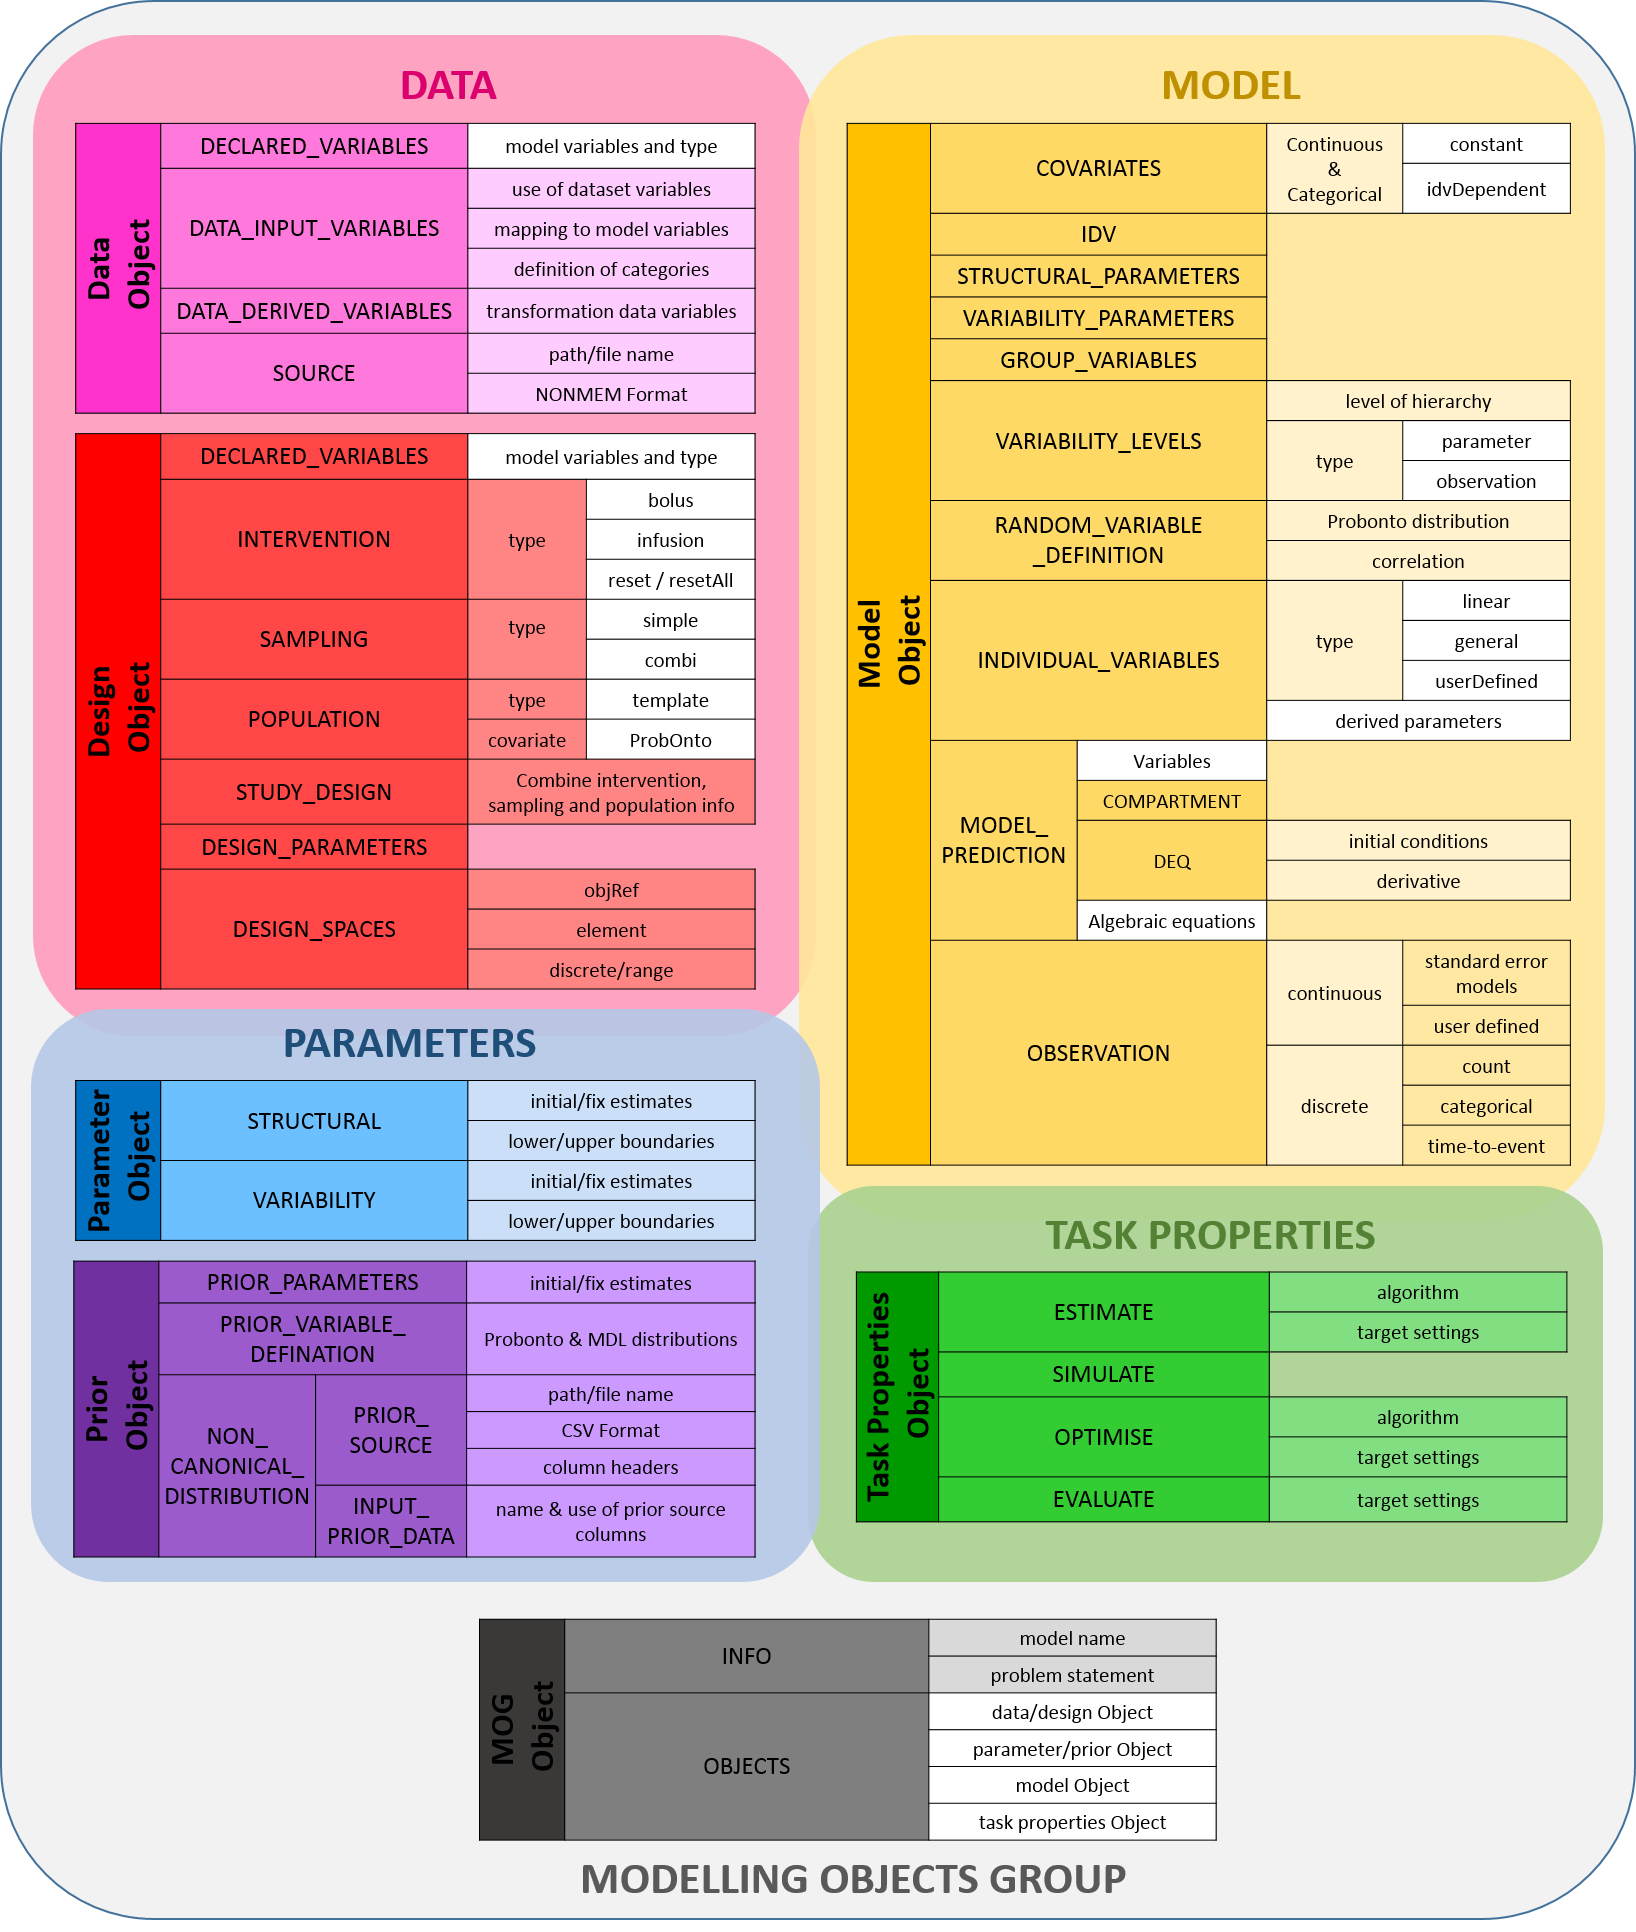 DATA
Data
Object
DECLARED_VARIABLES
model variables and type
DATA_INPUT_VARIABLES
use of dataset variables
mapping to model variables
definition of categories
DATA_DERIVED_VARIABLES
transformation data variables
SOURCE
path/file name
NONMEM Format
Design
Object
DECLARED_VARIABLES
model variables and type
INTERVENTION
type
bolus
infusion
reset / resetAll
SAMPLING
type
simple
combi
POPULATION
type
template
covariate
ProbOnto
STUDY_DESIGN
Combine intervention,
sampling and population info
DESIGN_PARAMETERS
DESIGN_SPACES
objRef
element
discrete/range
MODEL
Model
Object
COVARIATES
Continuous
&
Categorical
constant
idvDependent
IDV
STRUCTURAL_PARAMETERS
VARIABILITY_PARAMETERS
GROUP_VARIABLES
VARIABILITY_LEVELS
level of hierarchy
type
parameter
observation
RANDOM_VARIABLE
_DEFINITION
Probonto distribution
correlation
INDIVIDUAL_VARIABLES
type
linear
general
userDefined
derived parameters
MODEL_
PREDICTION
Variables
COMPARTMENT
DEQ
initial conditions
derivative
Algebraic equations
OBSERVATION
continuous
standard error
models
user defined
discrete
count
categorical
time-to-event
PARAMETERS
Parameter
Object
STRUCTURAL
initial/fix estimates
lower/upper boundaries
VARIABILITY
initial/fix estimates
lower/upper boundaries
Prior
Object
PRIOR_PARAMETERS
initial/fix estimates
PRIOR_VARIABLE_
DEFINATION
Probonto & MDL distributions
NON_
CANONICAL_
DISTRIBUTION
PRIOR_
SOURCE
path/file name
CSV Format
column headers
INPUT_
PRIOR_DATA
name & use of prior source
columns
TASK PROPERTIES
Task Properties
Object
ESTIMATE
algorithm
target settings
SIMULATE
OPTIMISE
algorithm
target settings
EVALUATE
target settings
MOG
Object
INFO
model name
problem statement
OBJECTS
data/design Object
parameter/prior Object
model Object
task properties Object
MODELLING OBJECTS GROUP